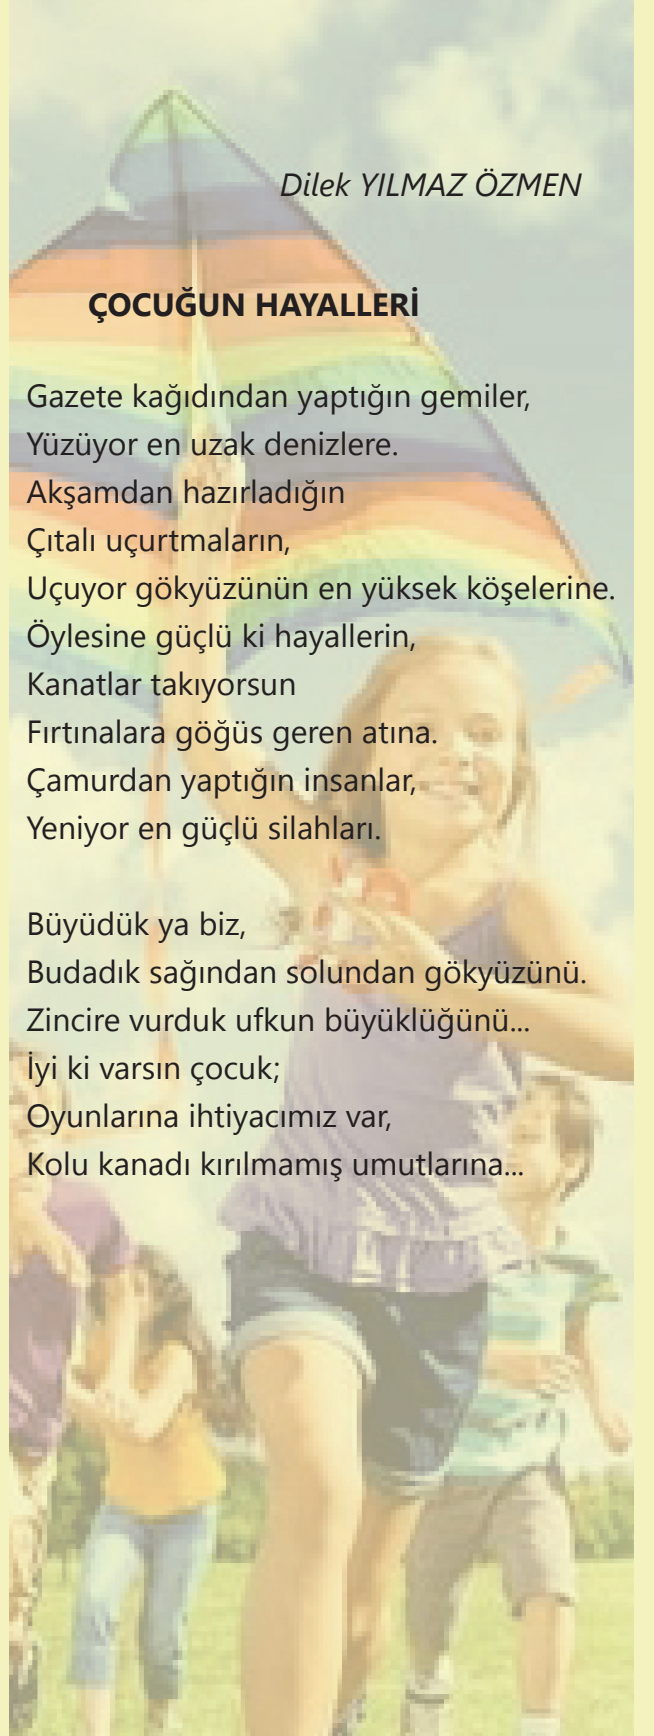 Dilek YILMAZ ÖZMEN
ÇOCUĞUN HAYALLERİ
Gazete kağıdından yaptığın gemiler,
Yüzüyor en uzak denizlere.
Akşamdan hazırladığın
Çıtalı uçurtmaların,
Uçuyor gökyüzünün en yüksek köşelerine.
Öylesine güçlü ki hayallerin,
Kanatlar takıyorsun
Fırtınalara göğüs geren atına.
Çamurdan yaptığın insanlar,
Yeniyor en güçlü silahları.
Büyüdük ya biz,
Budadık sağından solundan gökyüzünü.
Zincire vurduk ufkun büyüklüğünü...
İyi ki varsın çocuk;
Oyunlarına ihtiyacımız var,
Kolu kanadı kırılmamış umutlarına...